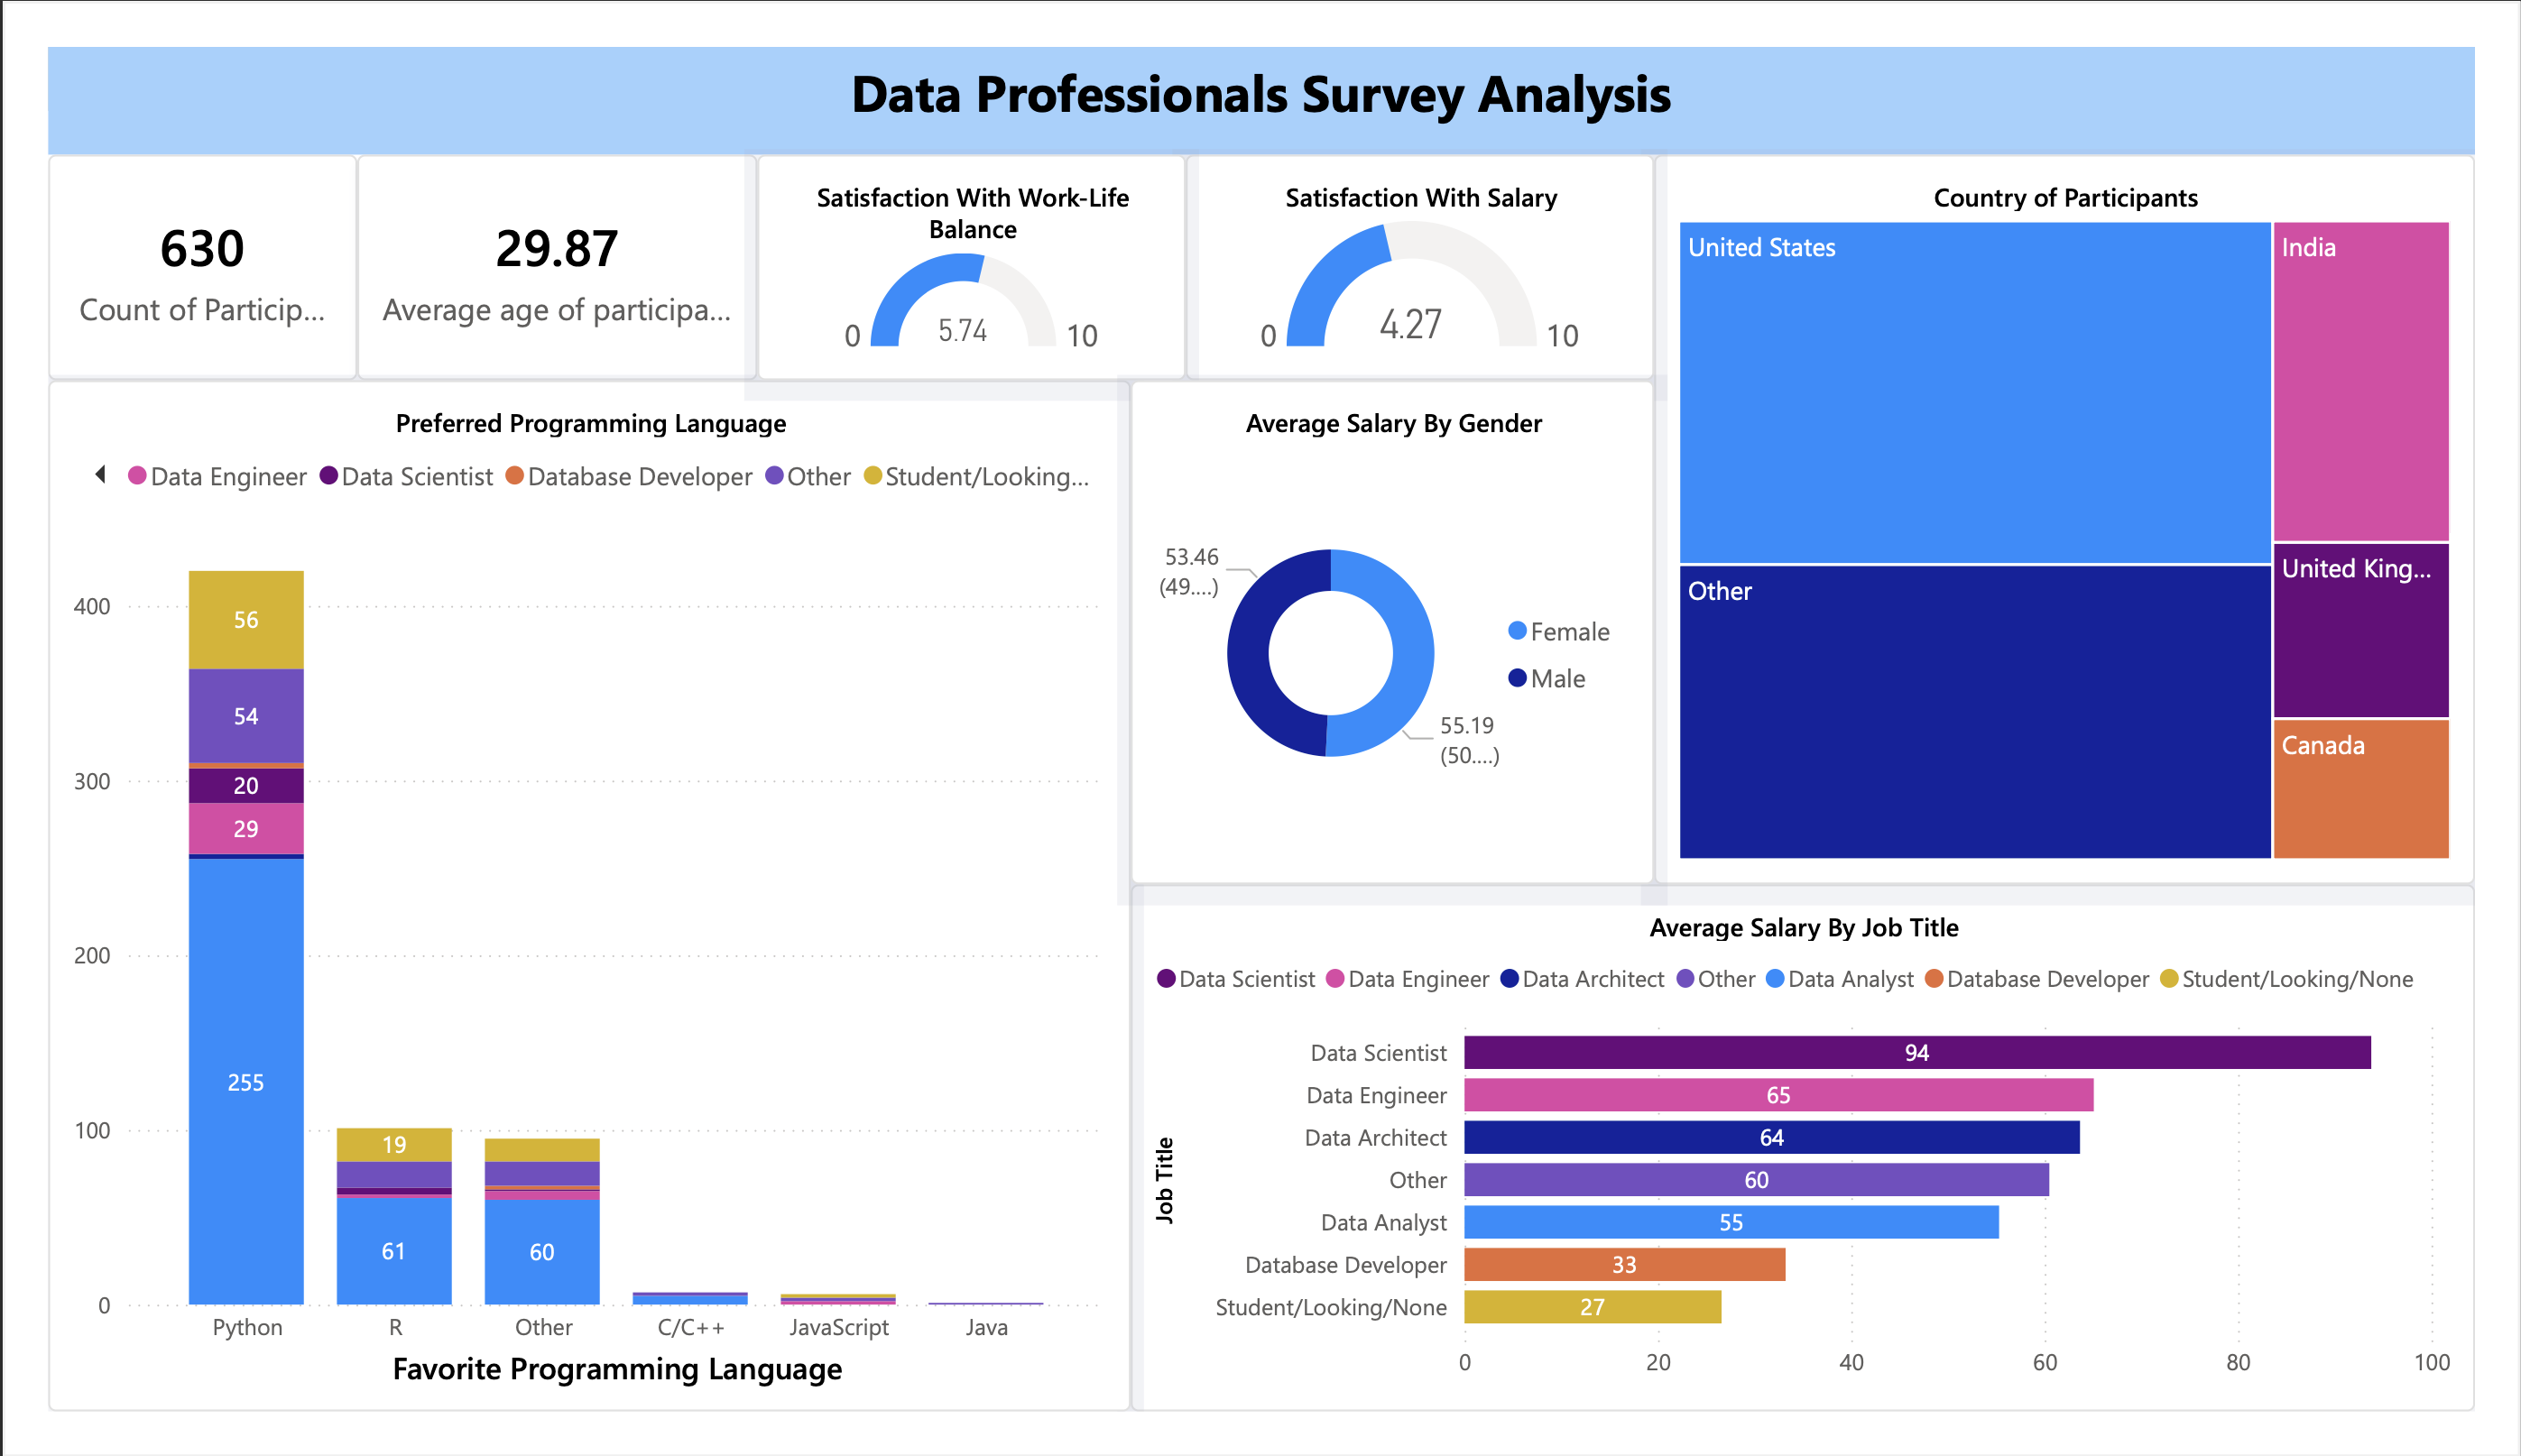 Data Professionals Survey Analysis
630
Count of Particip...
29.87
Average age of participa...
Satisfaction With Work-Life
Balance
0
5.74
10
Satisfaction With Salary
0
4.27
10
Country of Participants
United States
India
United King...
Other
Canada
Preferred Programming Language
Data Engineer Data Scientist Database Developer Other Student/Looking...
400
300
200
100
0
56
54
20
29
255
19
61
60
Python R Other C/C++ JavaScript Java
Favorite Programming Language
Average Salary By Gender
53.46
(49....)
Female
Male
55.19
(50....)
Average Salary By Job Title
Data Scientist Data Engineer Data Architect Other Data Analyst Database Developer Student/Looking/None
Job Title
Data Scientist 94
Data Engineer 65
Data Architect 64
Other 60
Data Analyst 55
Database Developer 33
Student/Looking/None 27
0 20 40 60 80 100